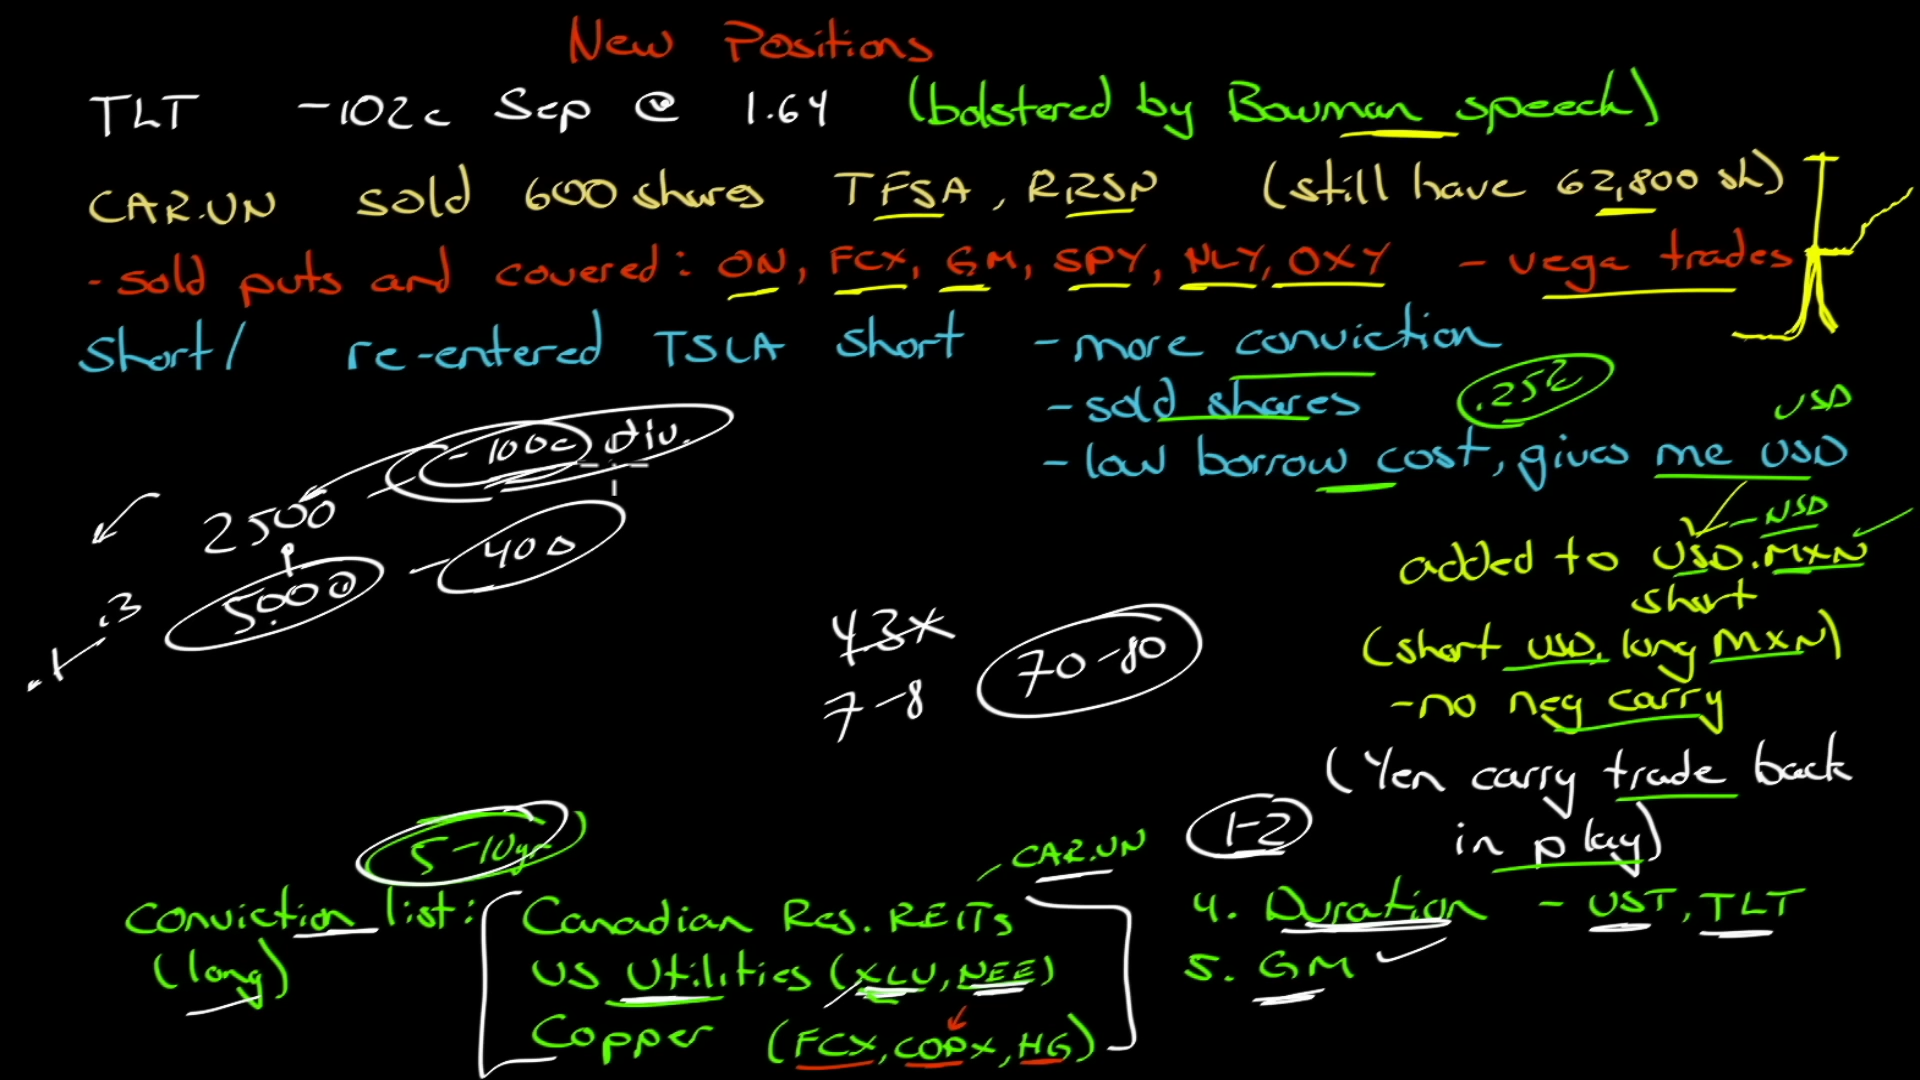 New Positions
TLT -102c Sep @ 1.64 (bolstered by Bowman speech)
CAR.UN sold 600 shares TFSA, RRSP (still have 62,800 sh)
- sold puts and covered: ON, FCX, GM, SPY, NLY, OXY - vega trades
Short/ re-entered TSLA short - more conviction
- sold shares .25%
USD
- low borrow cost, gives me USD
-100c div.
2500
- 400
5000
.1-.3
-USD
added to USD.MXN
short
(short USD, long MXN)
- no neg carry
(Yen carry trade back
in play)
43x
7-8
70-80
5-10yr
1-2
CAR.UN
Conviction list:
(long)
Canadian Res. REITs
US Utilities (XLU, NEE)
Copper (FCX, COPX, HG)
4. Duration - UST, TLT
5. GM